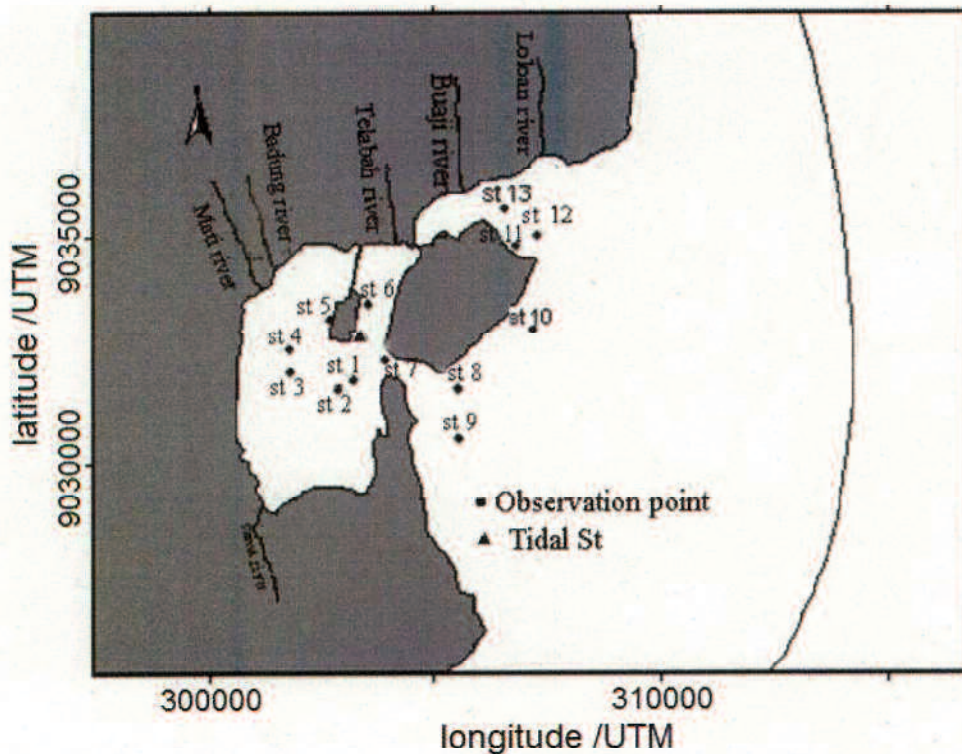 Loloan river
Buaji river
Telabah river
Badung river
Mati river
st 13
st 12
st 11
st 10
st 6
st 5
st 4
st 3
st 1
st 2
st 7
st 8
st 9
Observation point
Tidal St
9035000
9030000
latitude /UTM
300000
310000
longitude /UTM